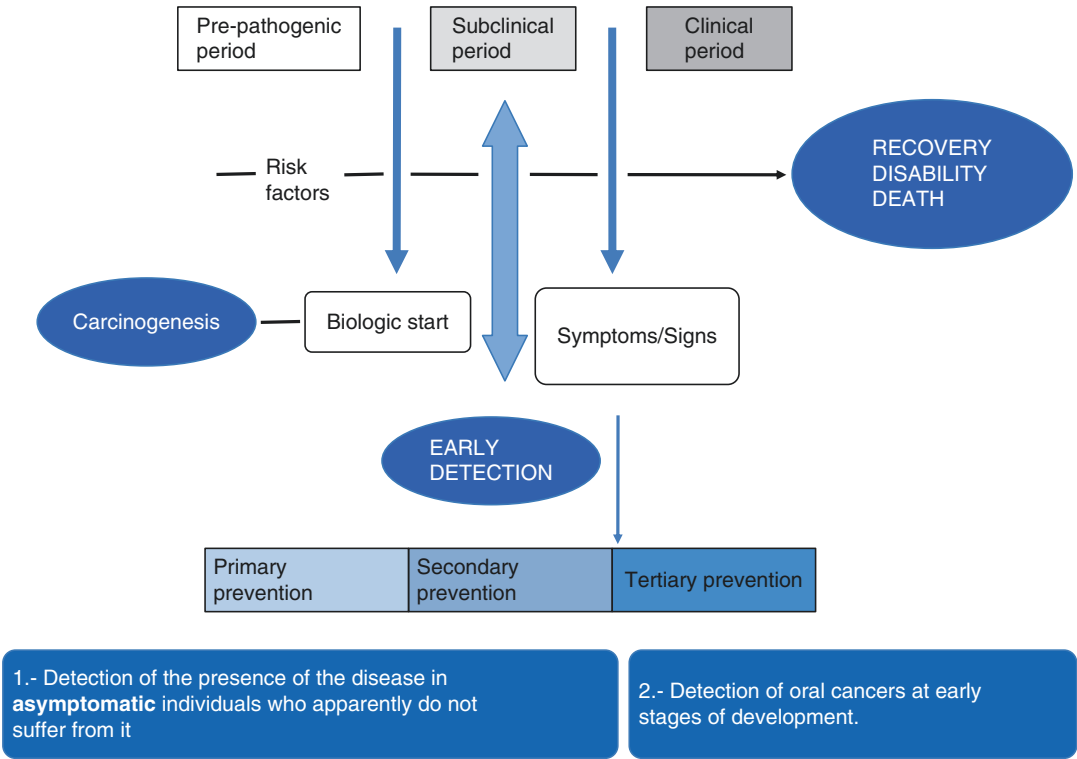 Pre-pathogenic
period
Subclinical
period
Clinical
period
Risk
factors
RECOVERY
DISABILITY
DEATH
Carcinogenesis
Biologic start
Symptoms/Signs
EARLY
DETECTION
Primary
prevention
Secondary
prevention
Tertiary prevention
1.- Detection of the presence of the disease in
asymptomatic individuals who apparently do not
suffer from it
2.- Detection of oral cancers at early
stages of development.